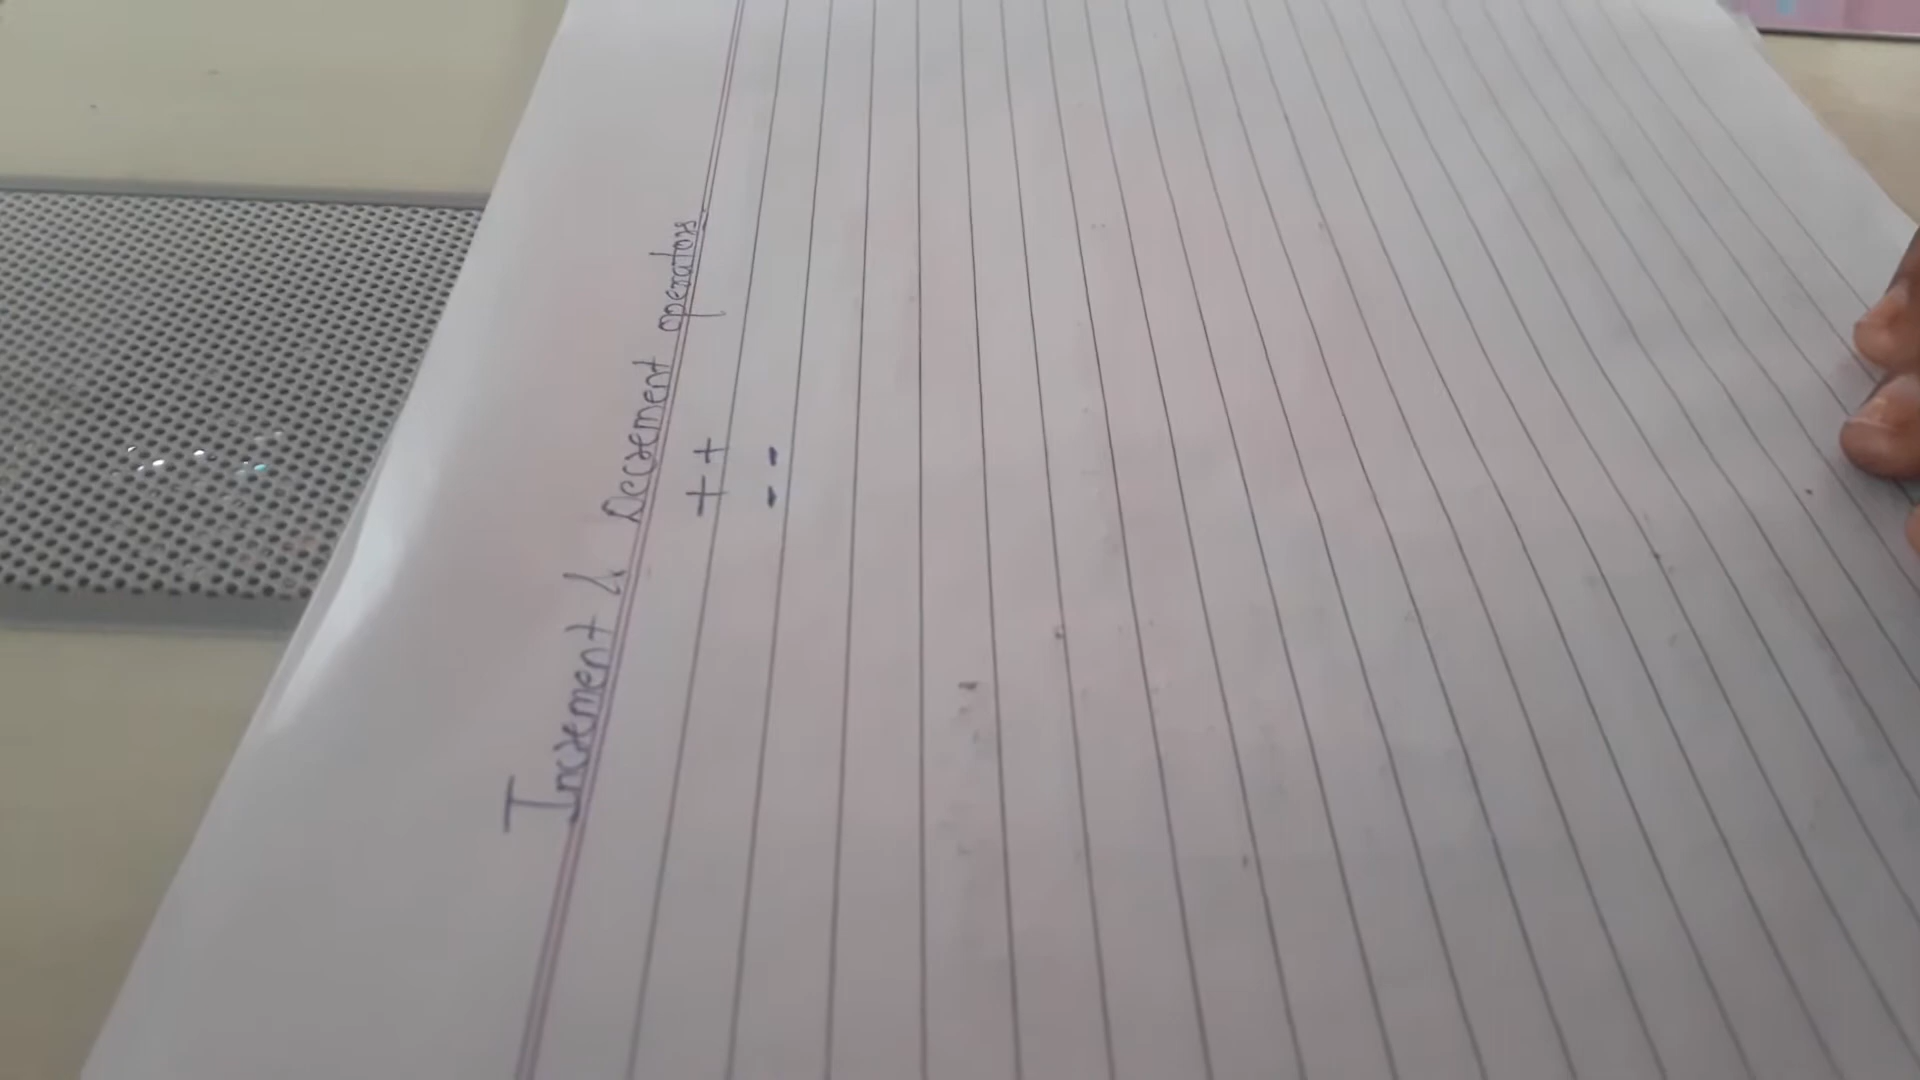 Increment & Decrement operators
++
--